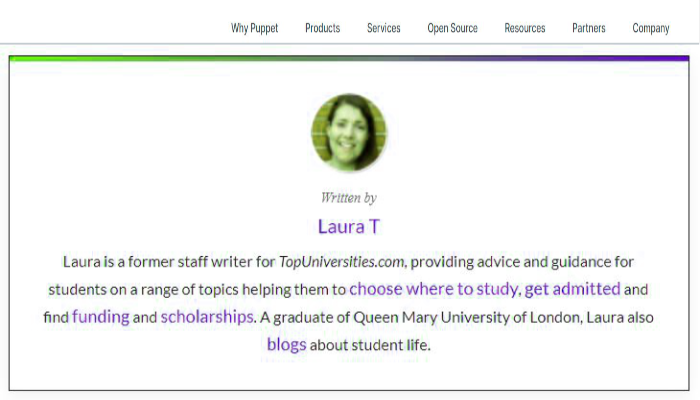 Why Puppet Products Services Open Source Resources Partners Company
Written by
Laura T
Laura is a former staff writer for TopUniversities.com, providing advice and guidance for
students on a range of topics helping them to choose where to study, get admitted and
find funding and scholarships. A graduate of Queen Mary University of London, Laura also
blogs about student life.